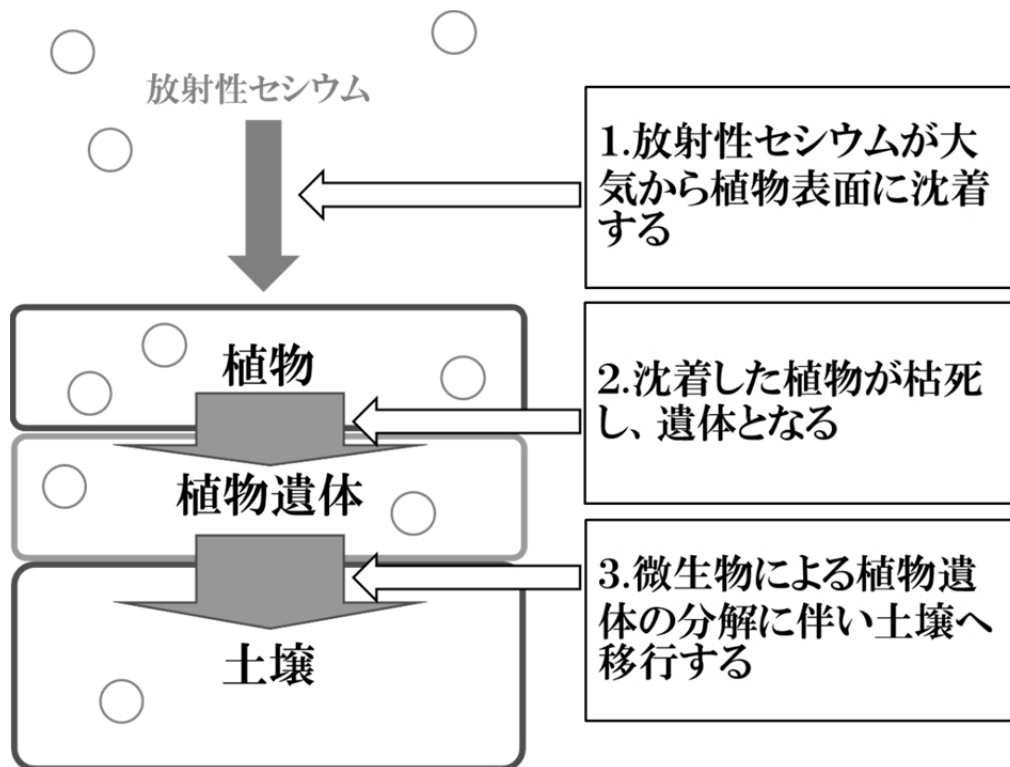 放射性セシウム
1.放射性セシウムが大
気から植物表面に沈着
する
植物
2.沈着した植物が枯死
し、遺体となる
植物遺体
3.微生物による植物遺
体の分解に伴い土壌へ
移行する
土壌